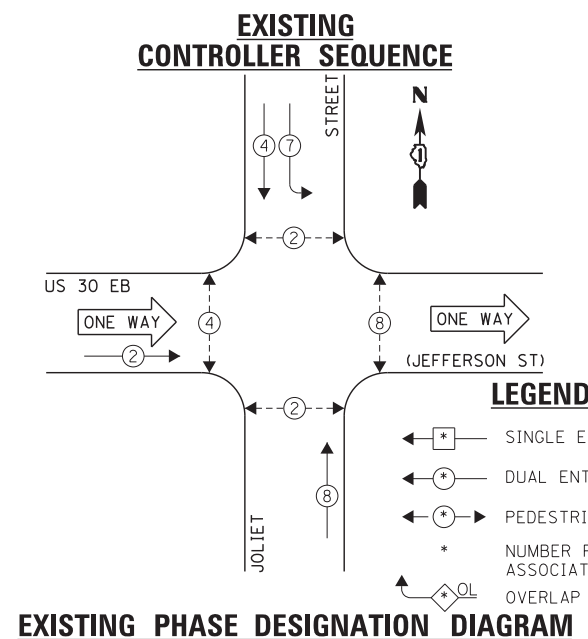 EXISTING
CONTROLLER SEQUENCE
STREET
N
1
4 7
2
US 30 EB
ONE WAY
4
8
ONE WAY
2
(JEFFERSON ST)
2
LEGEND
* SINGLE E
* DUAL ENT
8
* PEDESTRI
JOLIET
* NUMBER
ASSOCIAT
* OL OVERLAP
EXISTING PHASE DESIGNATION DIAGRAM